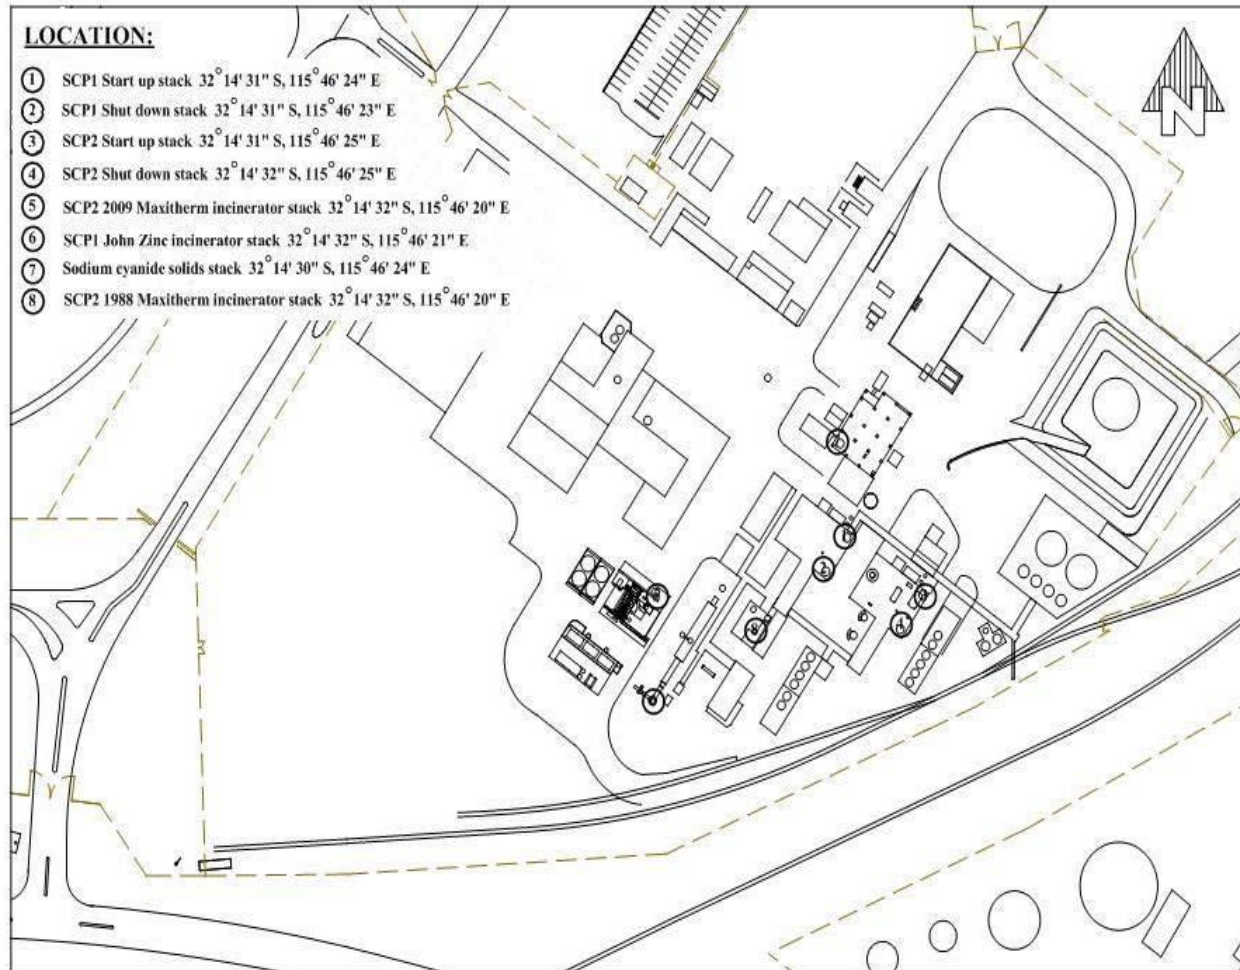 LOCATION:
1 SCP1 Start up stack 32° 14' 31" S, 115° 46' 24" E
2 SCP1 Shut down stack 32° 14' 31" S, 115° 46' 23" E
3 SCP2 Start up stack 32° 14' 31" S, 115° 46' 25" E
4 SCP2 Shut down stack 32° 14' 32" S, 115° 46' 25" E
5 SCP2 2009 Maxitherm incinerator stack 32° 14' 32" S, 115° 46' 20" E
6 SCP1 John Zinc incinerator stack 32° 14' 32" S, 115° 46' 21" E
7 Sodium cyanide solids stack 32° 14' 30" S, 115° 46' 24" E
8 SCP2 1988 Maxitherm incinerator stack 32° 14' 32" S, 115° 46' 20" E
N